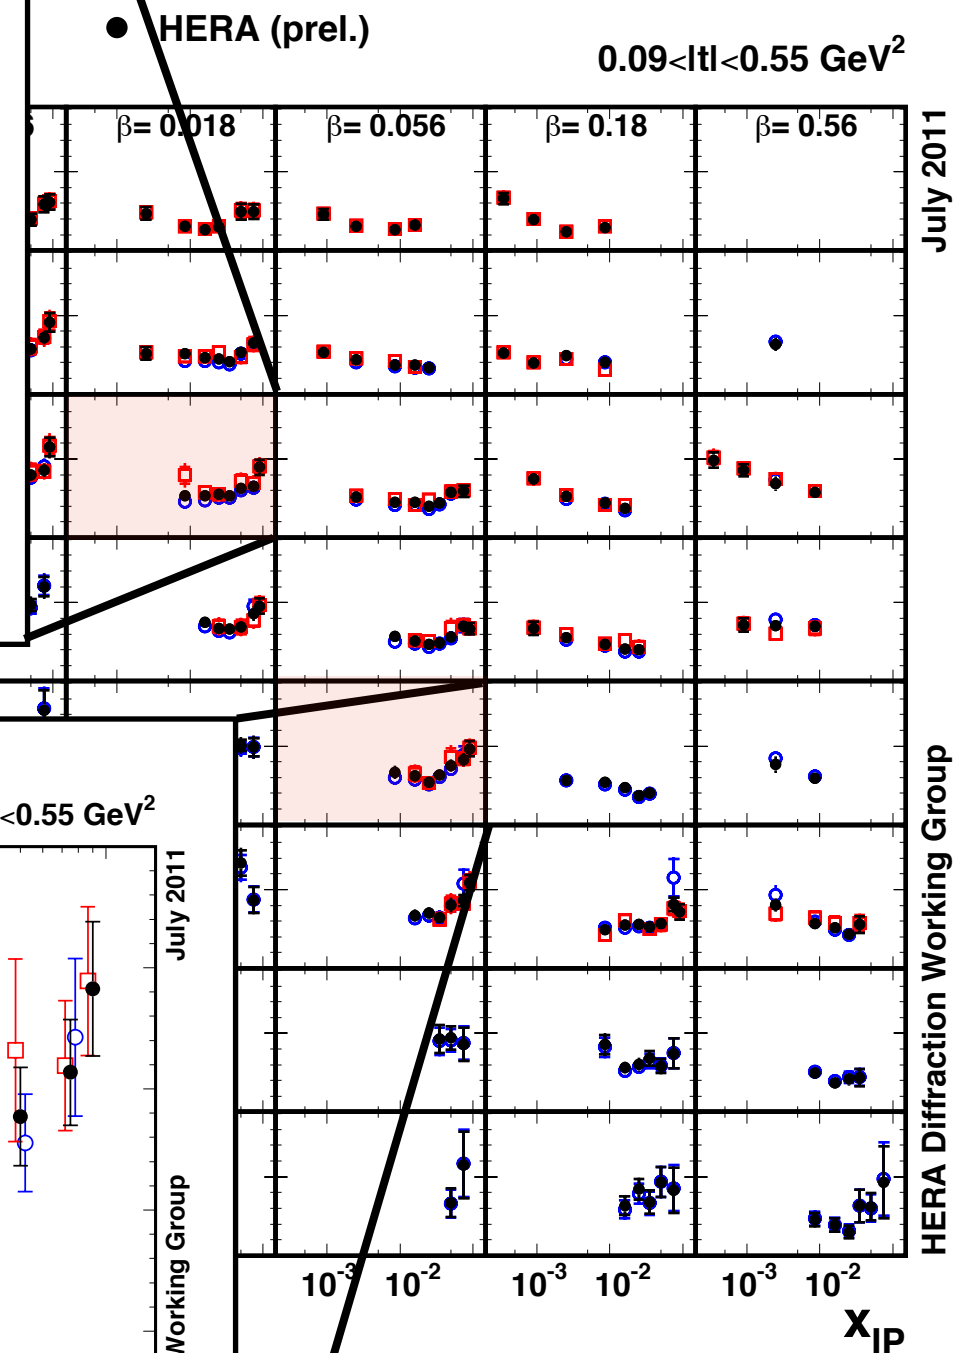 HERA (prel.)
0.09<|t|<0.55 GeV²
β= 0.018
β= 0.056
β= 0.18
β= 0.56
July 2011
HERA Diffraction Working Group
<0.55 GeV²
July 2011
Working Group
10⁻³ 10⁻² 10⁻³ 10⁻² 10⁻³ 10⁻²
x_IP